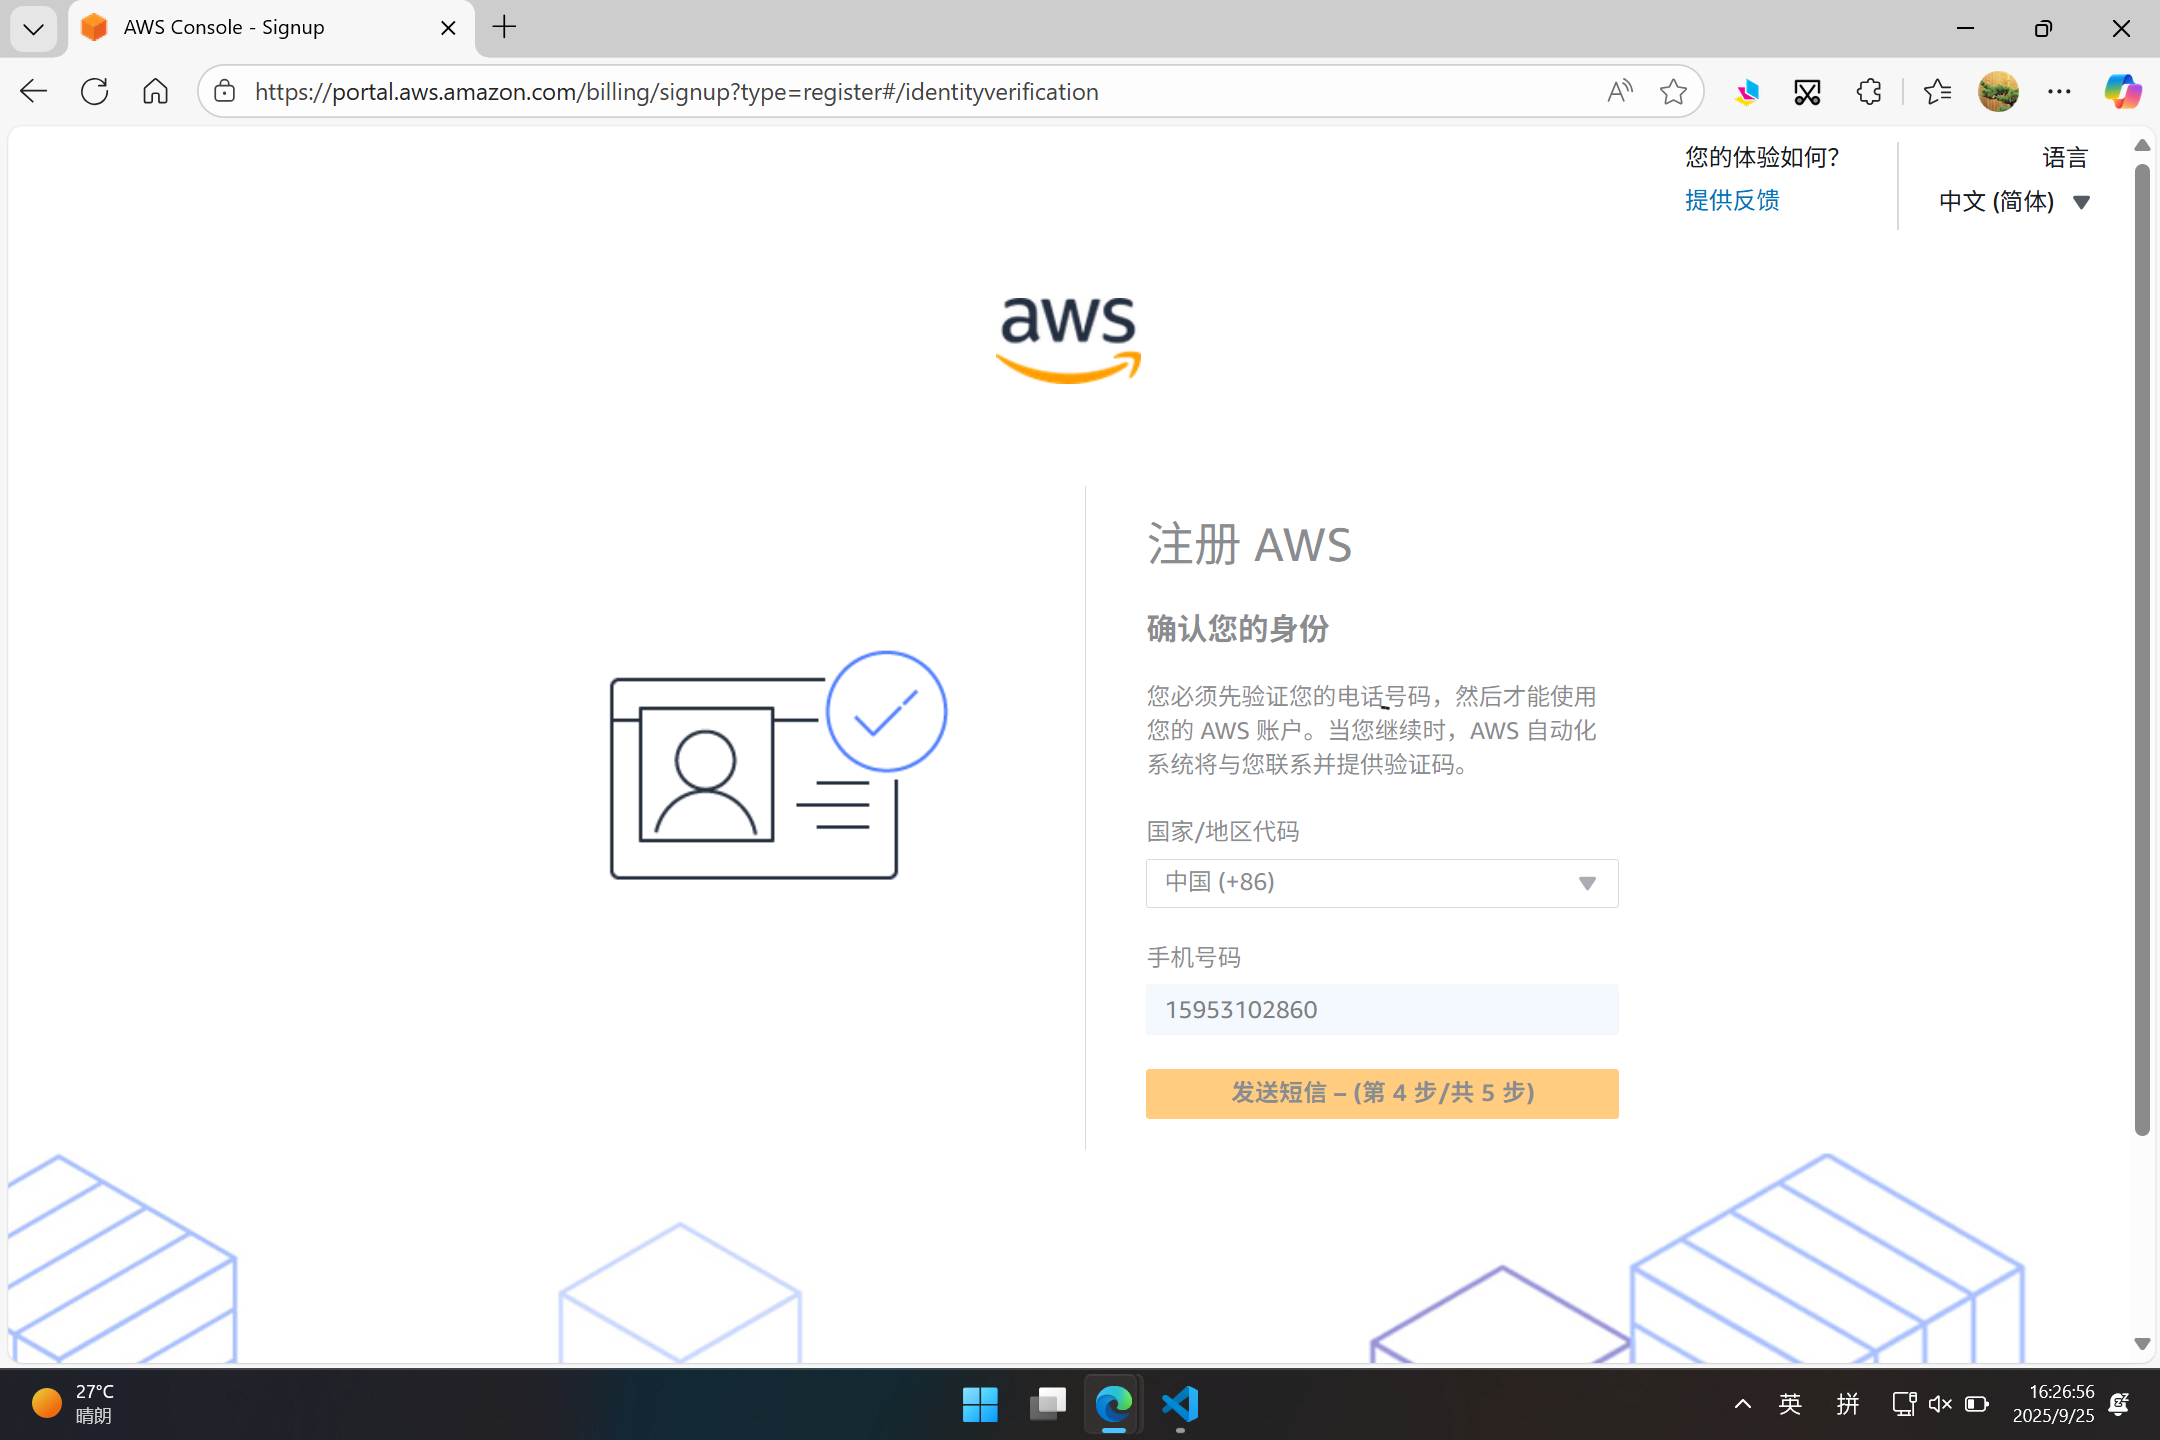 AWS Console - Signup
https://portal.aws.amazon.com/billing/signup?type=register#/identityverification
您的体验如何?
提供反馈
语言
中文 (简体)
aws
注册 AWS
确认您的身份
您必须先验证您的电话号码，然后才能使用
您的 AWS 账户。当您继续时，AWS 自动化
系统将与您联系并提供验证码。
国家/地区代码
中国 (+86)
手机号码
15953102860
发送短信 – (第 4 步/共 5 步)
27°C
晴朗
英
拼
16:26:56
2025/9/25